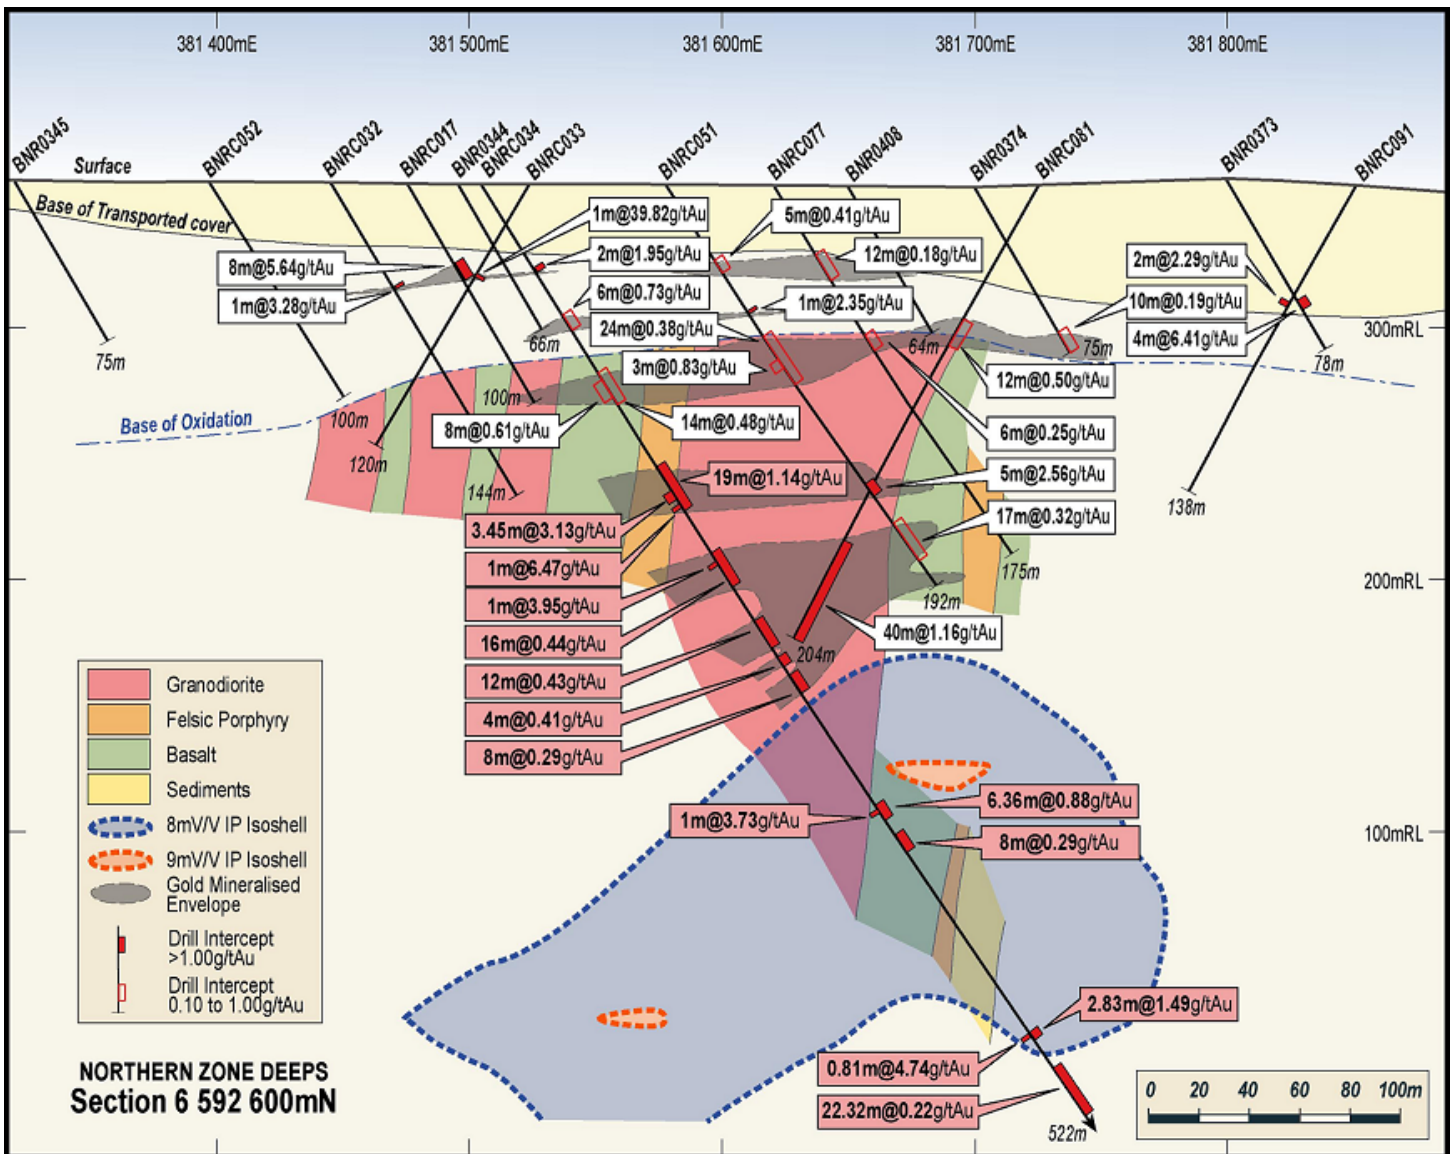 381 400mE
381 500mE
381 600mE
381 700mE
381 800mE
BNR0345
BNRC052
BNRC032
BNRC017
BNR0344
BNRC034
BNRC033
BNRC051
BNRC077
BNR0408
BNR0374
BNRC081
BNR0373
BNRC091
Surface
Base of Transported cover
1m@39.82g/tAu
5m@0.41g/tAu
2m@1.95g/tAu
12m@0.18g/tAu
8m@5.64g/tAu
2m@2.29g/tAu
1m@3.28g/tAu
6m@0.73g/tAu
1m@2.35g/tAu
10m@0.19g/tAu
24m@0.38g/tAu
4m@6.41g/tAu
300mRL
66m
64m
75m
75m
78m
3m@0.83g/tAu
12m@0.50g/tAu
100m
100m
Base of Oxidation
8m@0.61g/tAu
14m@0.48g/tAu
6m@0.25g/tAu
120m
19m@1.14g/tAu
5m@2.56g/tAu
144m
138m
17m@0.32g/tAu
3.45m@3.13g/tAu
1m@6.47g/tAu
175m
200mRL
1m@3.95g/tAu
192m
16m@0.44g/tAu
40m@1.16g/tAu
204m
12m@0.43g/tAu
4m@0.41g/tAu
8m@0.29g/tAu
6.36m@0.88g/tAu
1m@3.73g/tAu
8m@0.29g/tAu
100mRL
Granodiorite
Felsic Porphyry
Basalt
Sediments
8mV/V IP Isoshell
9mV/V IP Isoshell
Gold Mineralised
Envelope
Drill Intercept
>1.00g/tAu
Drill Intercept
0.10 to 1.00g/tAu
2.83m@1.49g/tAu
0.81m@4.74g/tAu
22.32m@0.22g/tAu
522m
NORTHERN ZONE DEEPS
Section 6 592 600mN
0 20 40 60 80 100m